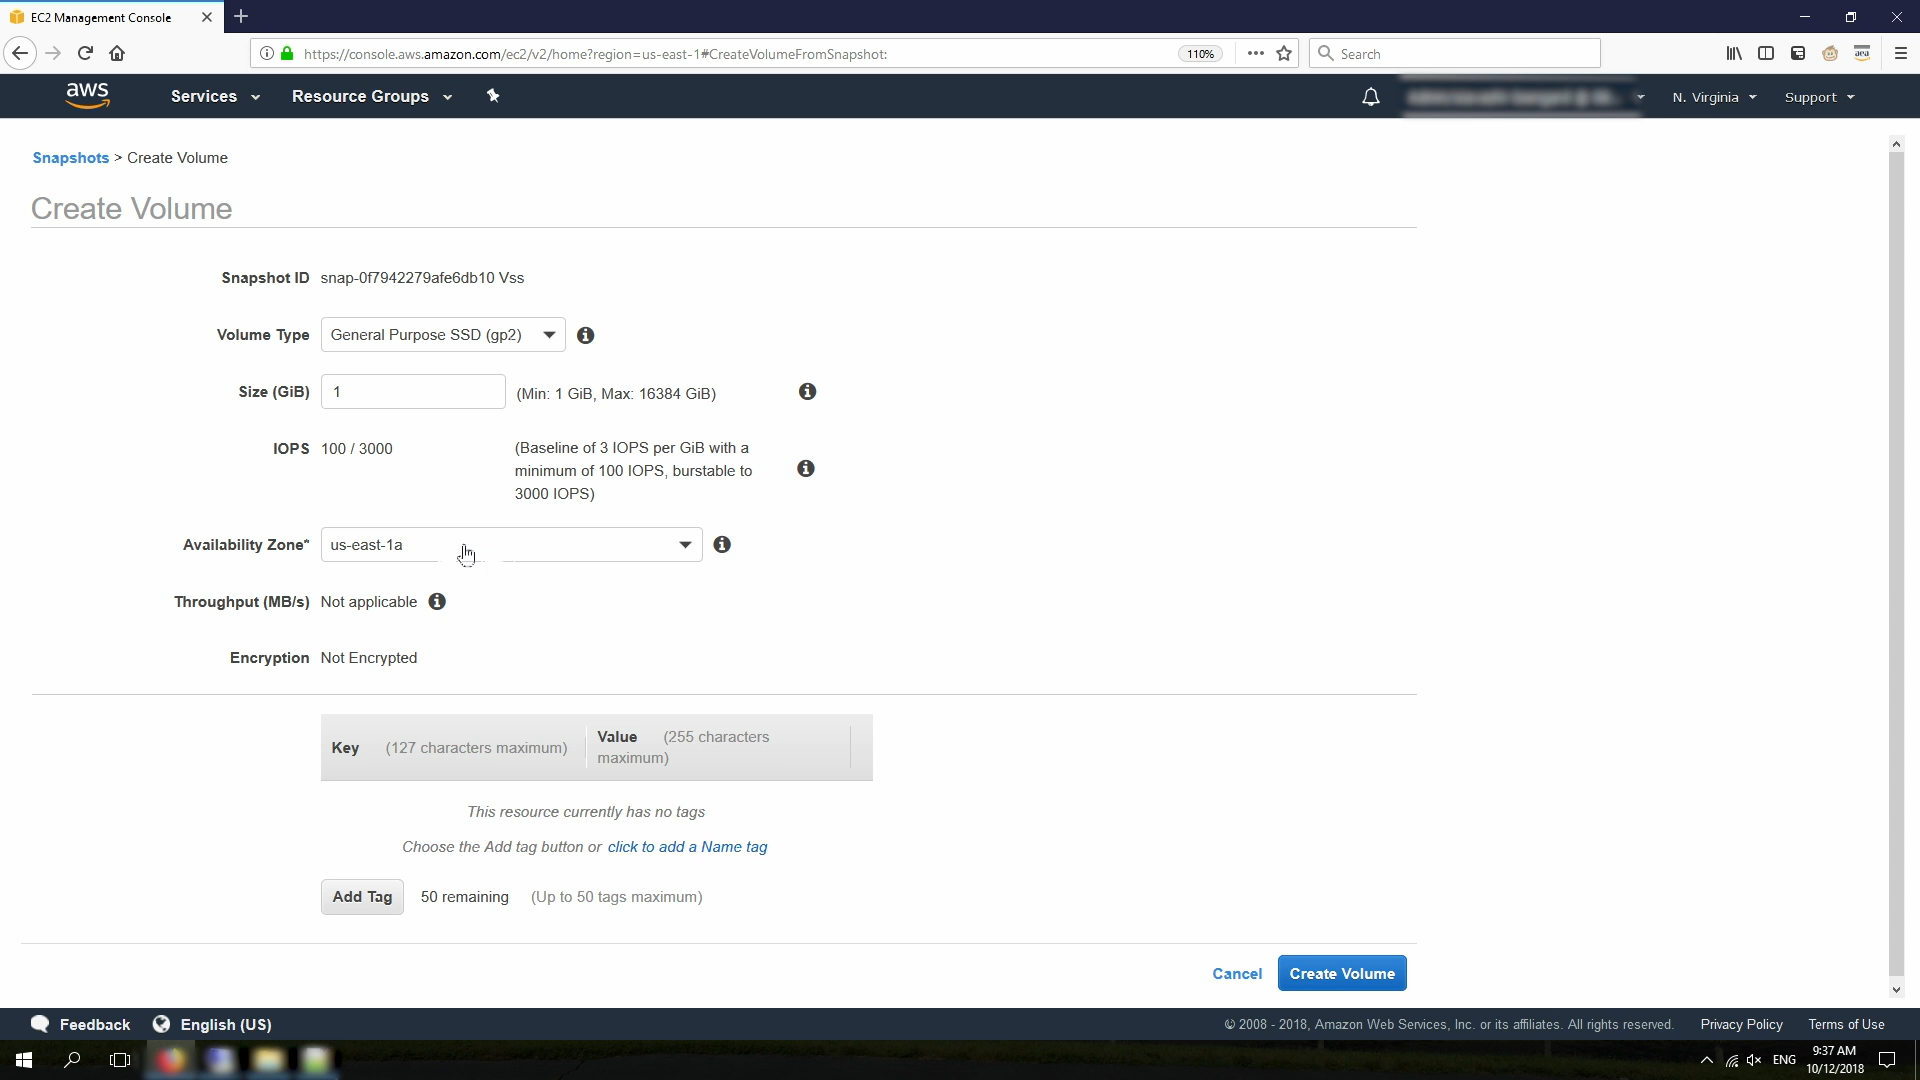 EC2 Management Console
https://console.aws.amazon.com/ec2/v2/home?region=us-east-1#CreateVolumeFromSnapshot:
110%
Search
aws
Services
Resource Groups
N. Virginia
Support
Snapshots > Create Volume
Create Volume
Snapshot ID snap-0f7942279afe6db10 Vss
Volume Type General Purpose SSD (gp2)
Size (GiB) 1 (Min: 1 GiB, Max: 16384 GiB)
IOPS 100 / 3000 (Baseline of 3 IOPS per GiB with a
minimum of 100 IOPS, burstable to
3000 IOPS)
Availability Zone* us-east-1a
Throughput (MB/s) Not applicable
Encryption Not Encrypted
Key (127 characters maximum)
Value (255 characters
maximum)
This resource currently has no tags
Choose the Add tag button or click to add a Name tag
Add Tag 50 remaining (Up to 50 tags maximum)
Cancel Create Volume
Feedback English (US)
© 2008 - 2018, Amazon Web Services, Inc. or its affiliates. All rights reserved. Privacy Policy Terms of Use
ENG
9:37 AM
10/12/2018